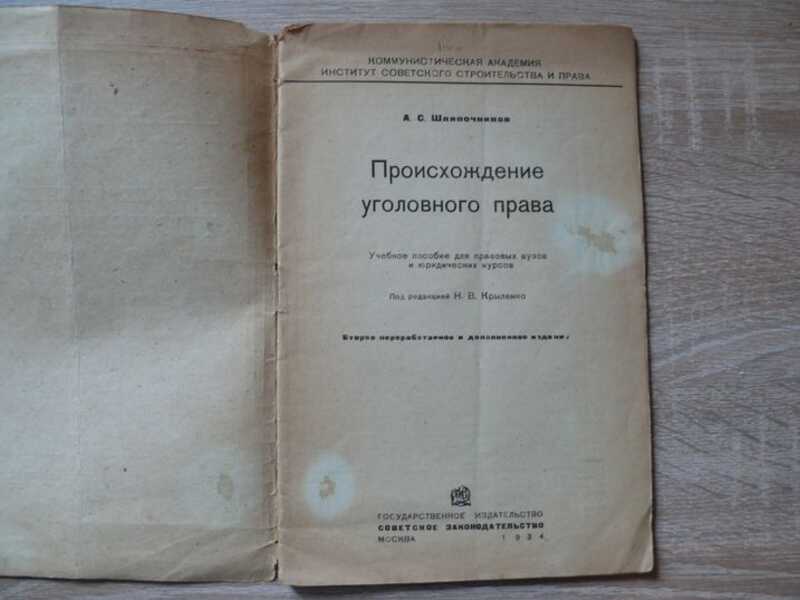 КОММУНИСТИЧЕСКАЯ АКАДЕМИЯ
ИНСТИТУТ СОВЕТСКОГО СТРОИТЕЛЬСТВА И ПРАВА
А. С. Шляпочников
Происхождение
уголовного права
Учебное пособие для правовых вузов
и юридических курсов
Под редакцией Н. В. Крыленко
Второе переработанное и дополненное издание
ГОСУДАРСТВЕННОЕ ИЗДАТЕЛЬСТВО
СОВЕТСКОЕ ЗАКОНОДАТЕЛЬСТВО
МОСКВА 1934